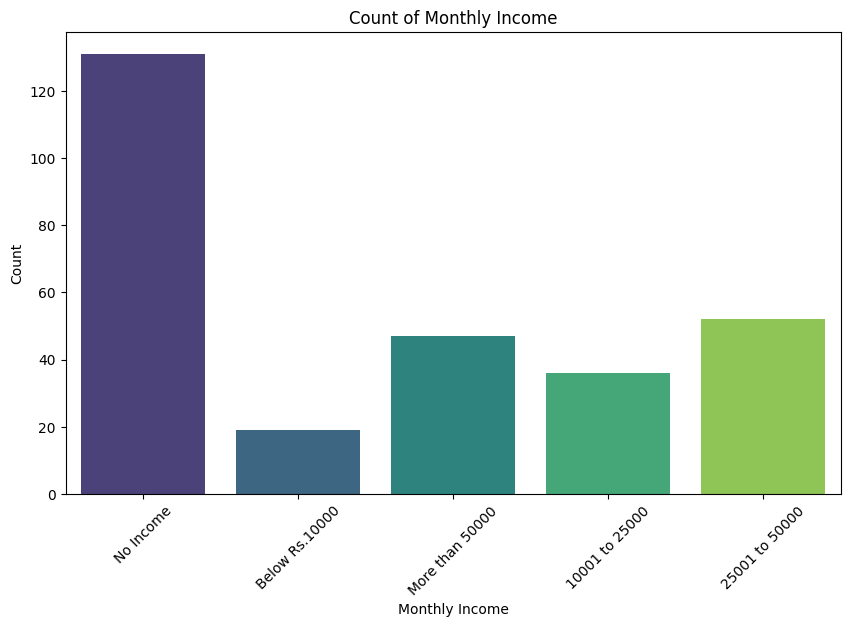 Count of Monthly Income
Count
120
100
80
60
40
20
0
No Income
Below Rs.10000
More than 50000
10001 to 25000
25001 to 50000
Monthly Income